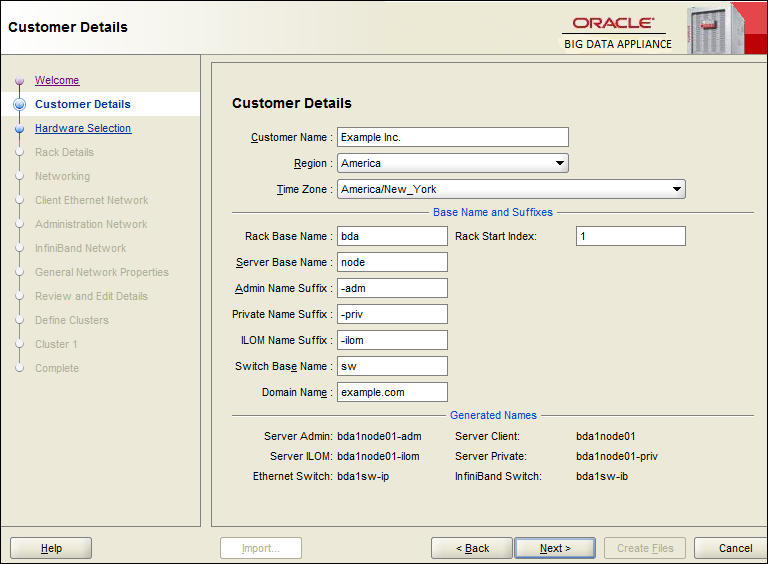 Customer Details
ORACLE
BIG DATA APPLIANCE
Welcome
Customer Details
Hardware Selection
Rack Details
Networking
Client Ethernet Network
Administration Network
InfiniBand Network
General Network Properties
Review and Edit Details
Define Clusters
Cluster 1
Complete
Customer Details
Customer Name : Example Inc.
Region : America
Time Zone : America/New_York
Base Name and Suffixes
Rack Base Name : bda Rack Start Index: 1
Server Base Name : node
Admin Name Suffix : -adm
Private Name Suffix : -priv
ILOM Name Suffix : -ilom
Switch Base Name : sw
Domain Name : example.com
Generated Names
Server Admin: bda1node01-adm Server Client: bda1node01
Server ILOM: bda1node01-ilom Server Private: bda1node01-priv
Ethernet Switch: bda1sw-ip InfiniBand Switch: bda1sw-ib
Help Import... < Back Next > Create Files Cancel